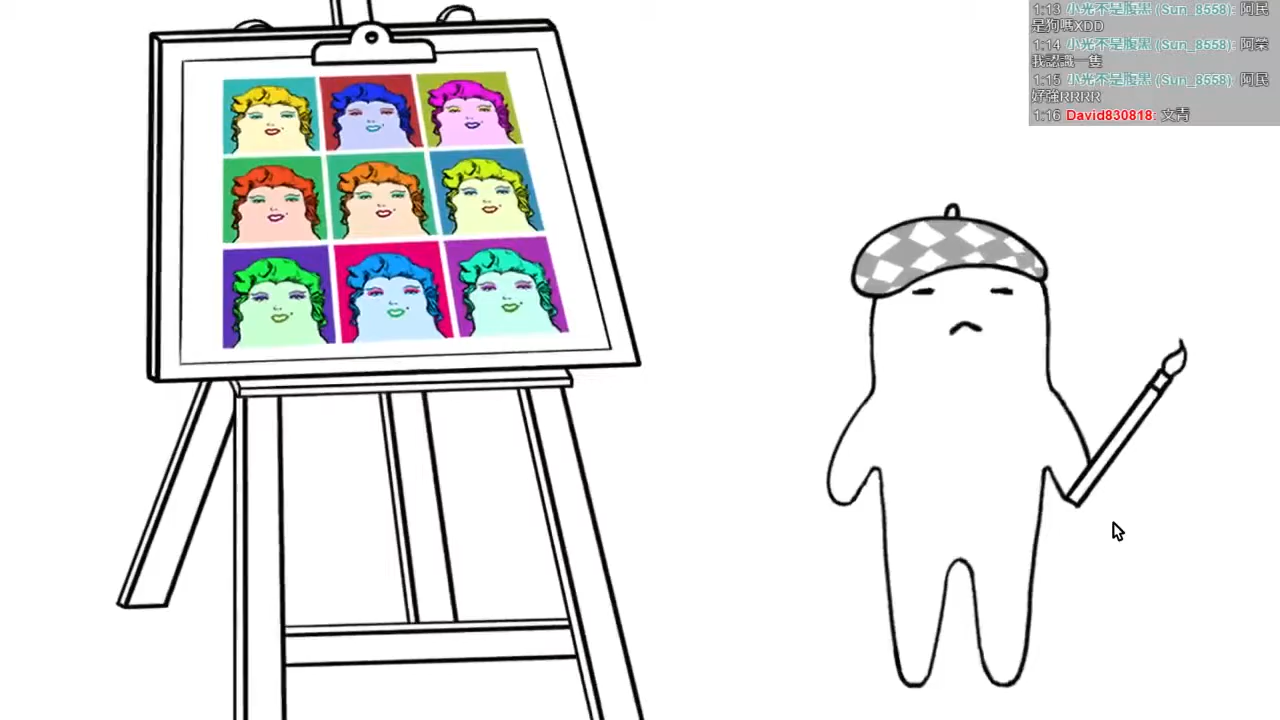 1:13 小光不是腹黑 (Sun_8558): 阿民
是狗嗎XDD
1:14 小光不是腹黑 (Sun_8558): 阿榮
我認識一隻
1:15 小光不是腹黑 (Sun_8558): 阿民
好強RRRR
1:16 David830818: 文青